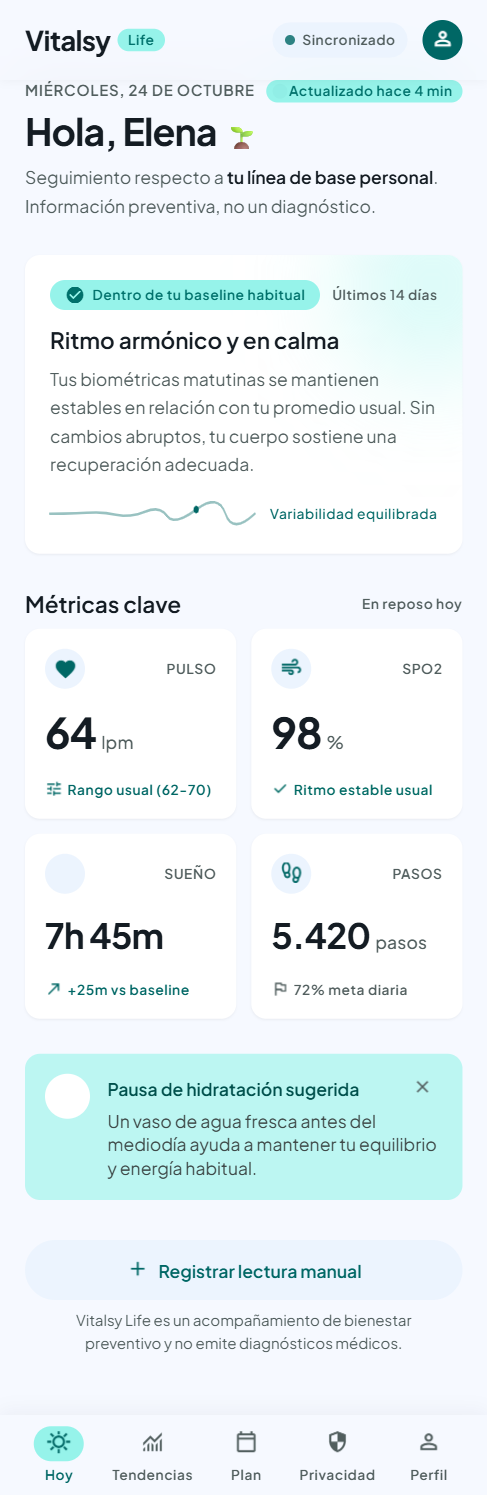 Vitalsy Life Sincronizado
MIÉRCOLES, 24 DE OCTUBRE Actualizado hace 4 min
Hola, Elena
Seguimiento respecto a tu línea de base personal.
Información preventiva, no un diagnóstico.
Dentro de tu baseline habitual Últimos 14 días
Ritmo armónico y en calma
Tus biométricas matutinas se mantienen
estables en relación con tu promedio usual. Sin
cambios abruptos, tu cuerpo sostiene una
recuperación adecuada.
Variabilidad equilibrada
Métricas clave En reposo hoy
PULSO
64 lpm
Rango usual (62-70)
SPO2
98 %
Ritmo estable usual
SUEÑO
7h 45m
+25m vs baseline
PASOS
5.420 pasos
72% meta diaria
Pausa de hidratación sugerida
Un vaso de agua fresca antes del
mediodía ayuda a mantener tu equilibrio
y energía habitual.
+ Registrar lectura manual
Vitalsy Life es un acompañamiento de bienestar
preventivo y no emite diagnósticos médicos.
Hoy Tendencias Plan Privacidad Perfil